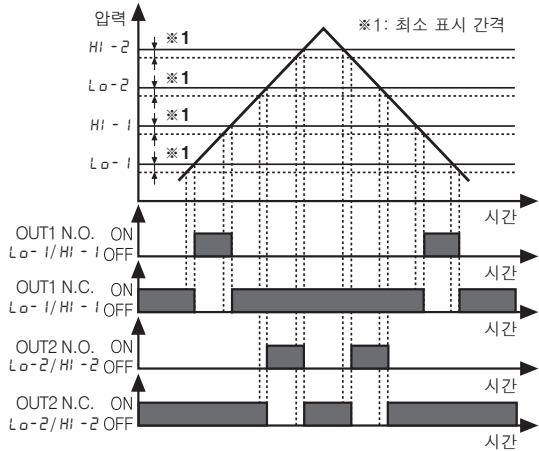 압력
※1: 최소 표시 간격
HI - 2
※1
Lo - 2
※1
HI - 1
※1
Lo - 1
※1
시간
OUT1 N.O. ON
Lo - 1/HI - 1 OFF
시간
OUT1 N.C. ON
Lo - 1/HI - 1 OFF
시간
OUT2 N.O. ON
Lo - 2/HI - 2 OFF
시간
OUT2 N.C. ON
Lo - 2/HI - 2 OFF
시간